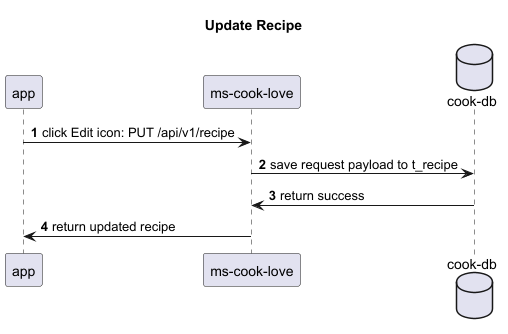 Update Recipe
app
ms-cook-love
cook-db
1 click Edit icon: PUT /api/v1/recipe
2 save request payload to t_recipe
3 return success
4 return updated recipe
app
ms-cook-love
cook-db